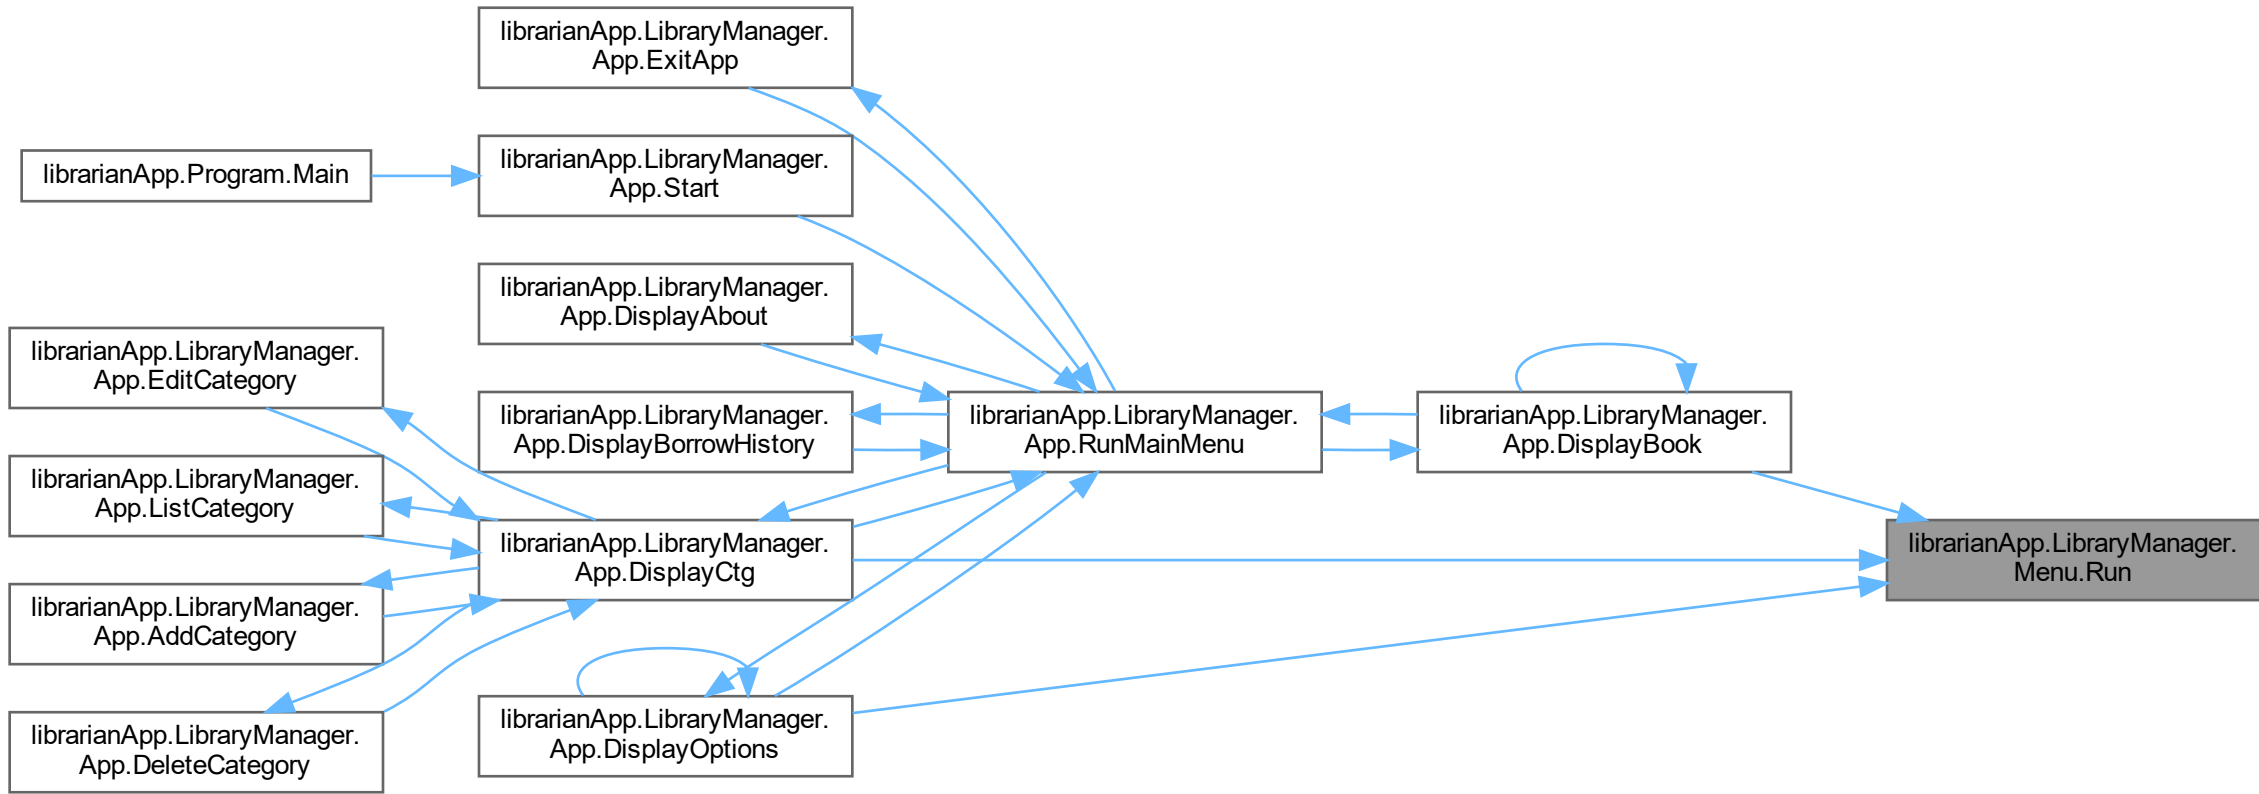 librarianApp.LibraryManager.
App.ExitApp
librarianApp.Program.Main
librarianApp.LibraryManager.
App.Start
librarianApp.LibraryManager.
App.DisplayAbout
librarianApp.LibraryManager.
App.EditCategory
librarianApp.LibraryManager.
App.DisplayBorrowHistory
librarianApp.LibraryManager.
App.RunMainMenu
librarianApp.LibraryManager.
App.DisplayBook
librarianApp.LibraryManager.
App.ListCategory
librarianApp.LibraryManager.
App.DisplayCtg
librarianApp.LibraryManager.
Menu.Run
librarianApp.LibraryManager.
App.AddCategory
librarianApp.LibraryManager.
App.DisplayOptions
librarianApp.LibraryManager.
App.DeleteCategory